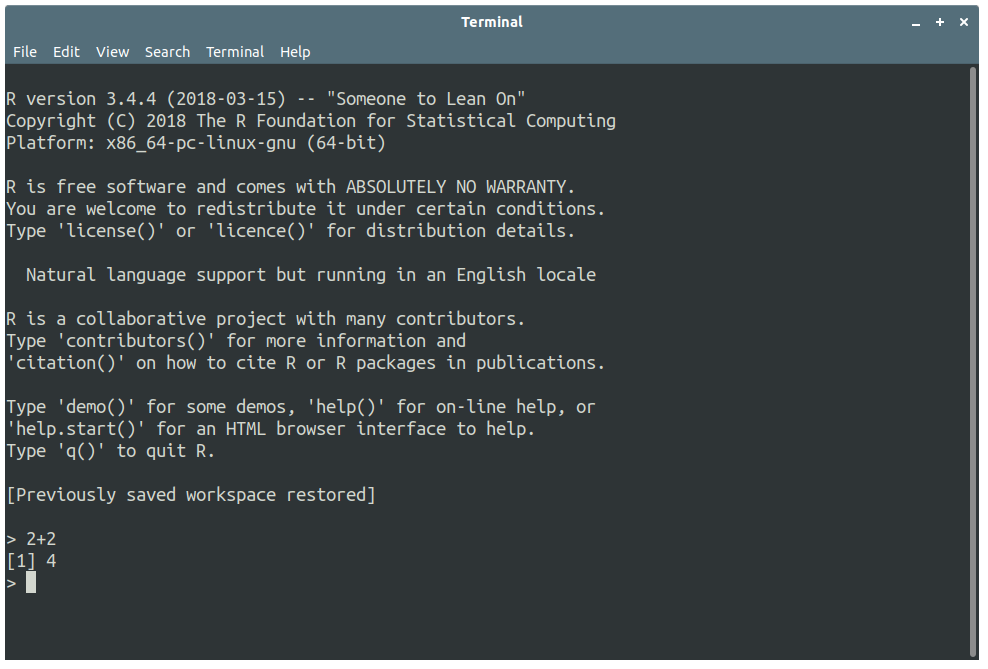 Terminal
File Edit View Search Terminal Help
R version 3.4.4 (2018-03-15) -- "Someone to Lean On"
Copyright (C) 2018 The R Foundation for Statistical Computing
Platform: x86_64-pc-linux-gnu (64-bit)
R is free software and comes with ABSOLUTELY NO WARRANTY.
You are welcome to redistribute it under certain conditions.
Type 'license()' or 'licence()' for distribution details.
Natural language support but running in an English locale
R is a collaborative project with many contributors.
Type 'contributors()' for more information and
'citation()' on how to cite R or R packages in publications.
Type 'demo()' for some demos, 'help()' for on-line help, or
'help.start()' for an HTML browser interface to help.
Type 'q()' to quit R.
[Previously saved workspace restored]
> 2+2
[1] 4
>